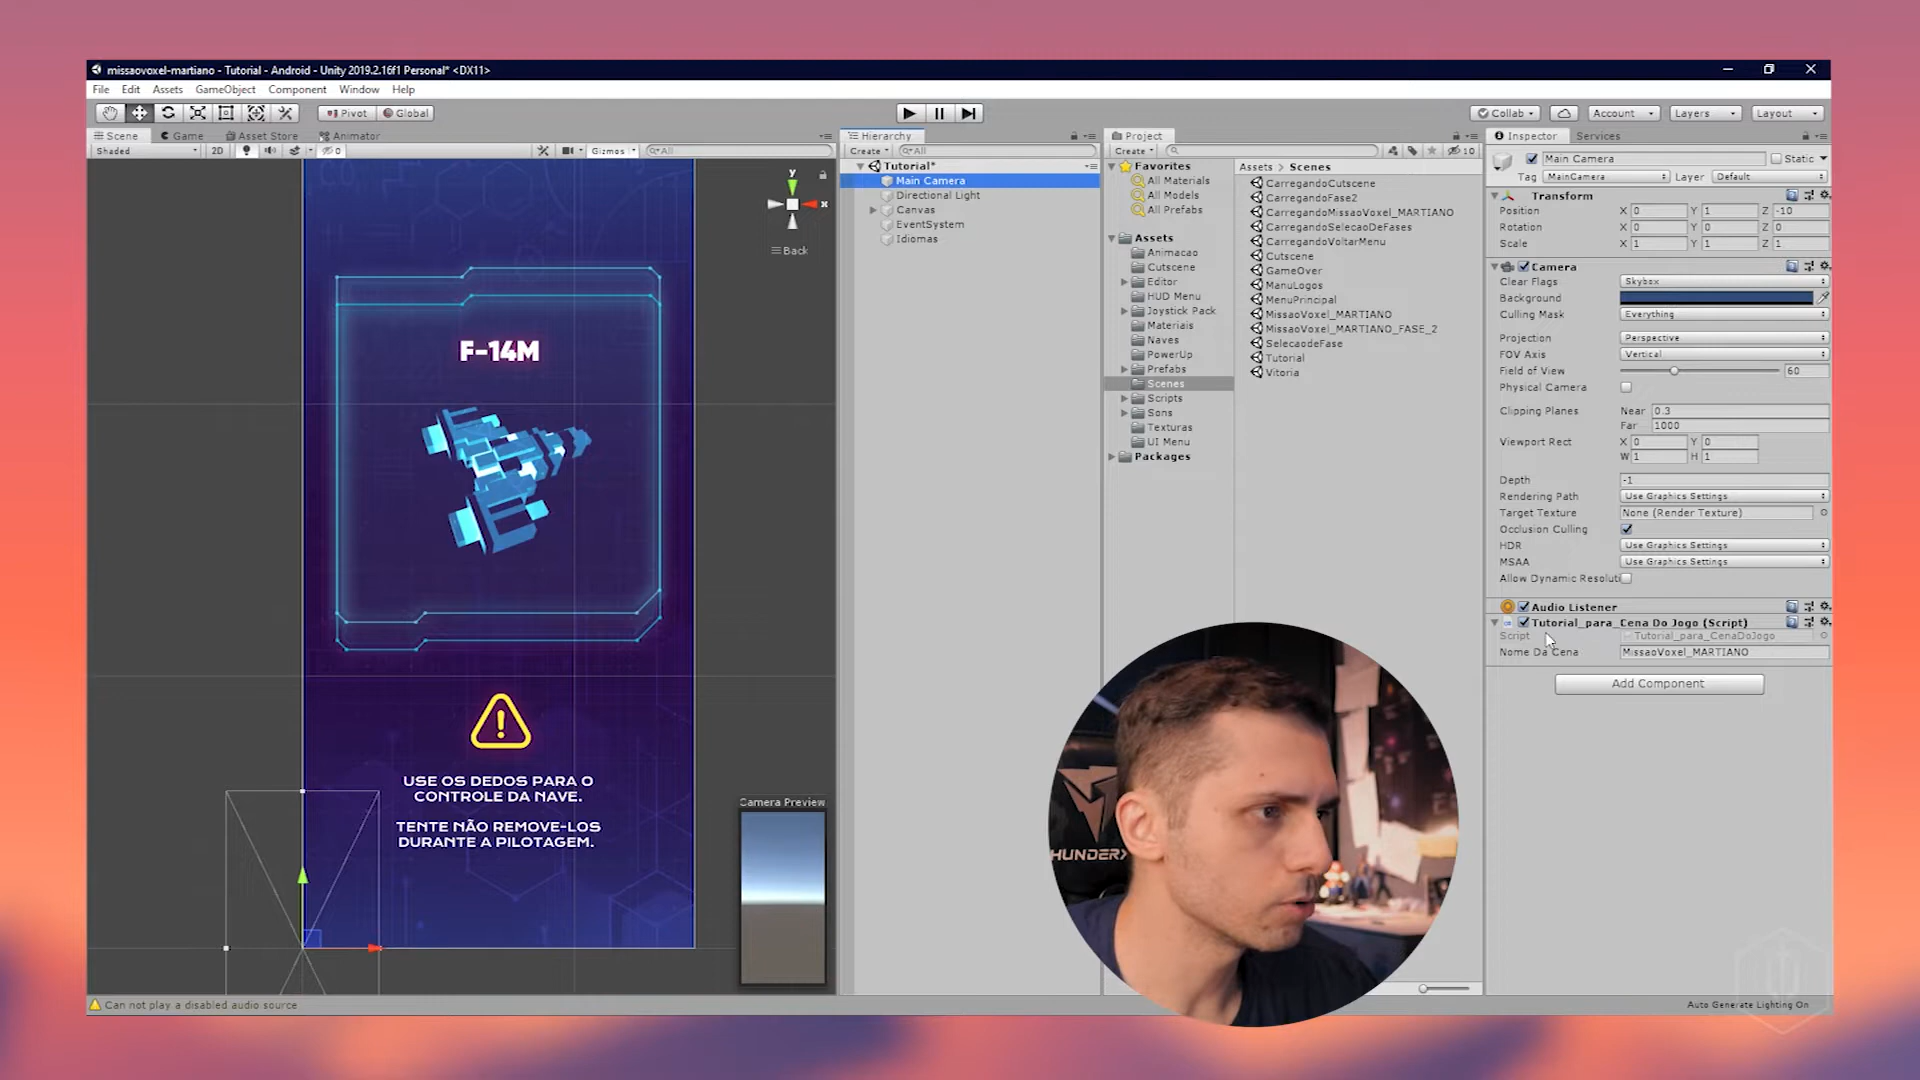 missaovoxel-martiano - Tutorial - Android - Unity 2019.2.16f1 Personal* <DX11>
File Edit Assets GameObject Component Window Help
Pivot Global
Collab Account Layers Layout
Scene Game Asset Store Animator
Shaded 2D 0 Gizmos All
y
x
Back
F-14M
USE OS DEDOS PARA O
CONTROLE DA NAVE.
TENTE NÃO REMOVE-LOS
DURANTE A PILOTAGEM.
Camera Preview
Can not play a disabled audio source
Hierarchy
Create All
Tutorial*
Main Camera
Directional Light
Canvas
EventSystem
Idiomas
Project
Create 10
Favorites
All Materials
All Models
All Prefabs
Assets
Animacao
Cutscene
Editor
HUD Menu
Joystick Pack
Materiais
Naves
PowerUp
Prefabs
Scenes
Scripts
Sons
Texturas
UI Menu
Packages
Assets Scenes
CarregandoCutscene
CarregandoFase2
CarregandoMissaoVoxel_MARTIANO
CarregandoSelecaoDeFases
CarregandoVoltarMenu
Cutscene
GameOver
ManuLogos
MenuPrincipal
MissaoVoxel_MARTIANO
MissaoVoxel_MARTIANO_FASE_2
SelecaodeFase
Tutorial
Vitoria
Inspector Services
Main Camera Static
Tag MainCamera Layer Default
Transform
Position X 0 Y 1 Z -10
Rotation X 0 Y 0 Z 0
Scale X 1 Y 1 Z 1
Camera
Clear Flags Skybox
Background
Culling Mask Everything
Projection Perspective
FOV Axis Vertical
Field of View 60
Physical Camera
Clipping Planes Near 0.3
Far 1000
Viewport Rect X 0 Y 0
W 1 H 1
Depth -1
Rendering Path Use Graphics Settings
Target Texture None (Render Texture)
Occlusion Culling
HDR Use Graphics Settings
MSAA Use Graphics Settings
Allow Dynamic Resoluti
Audio Listener
Tutorial_para_Cena Do Jogo (Script)
Script Tutorial_para_CenaDoJogo
Nome Da Cena MissaoVoxel_MARTIANO
Add Component
HUNDERX
Auto Generate Lighting On